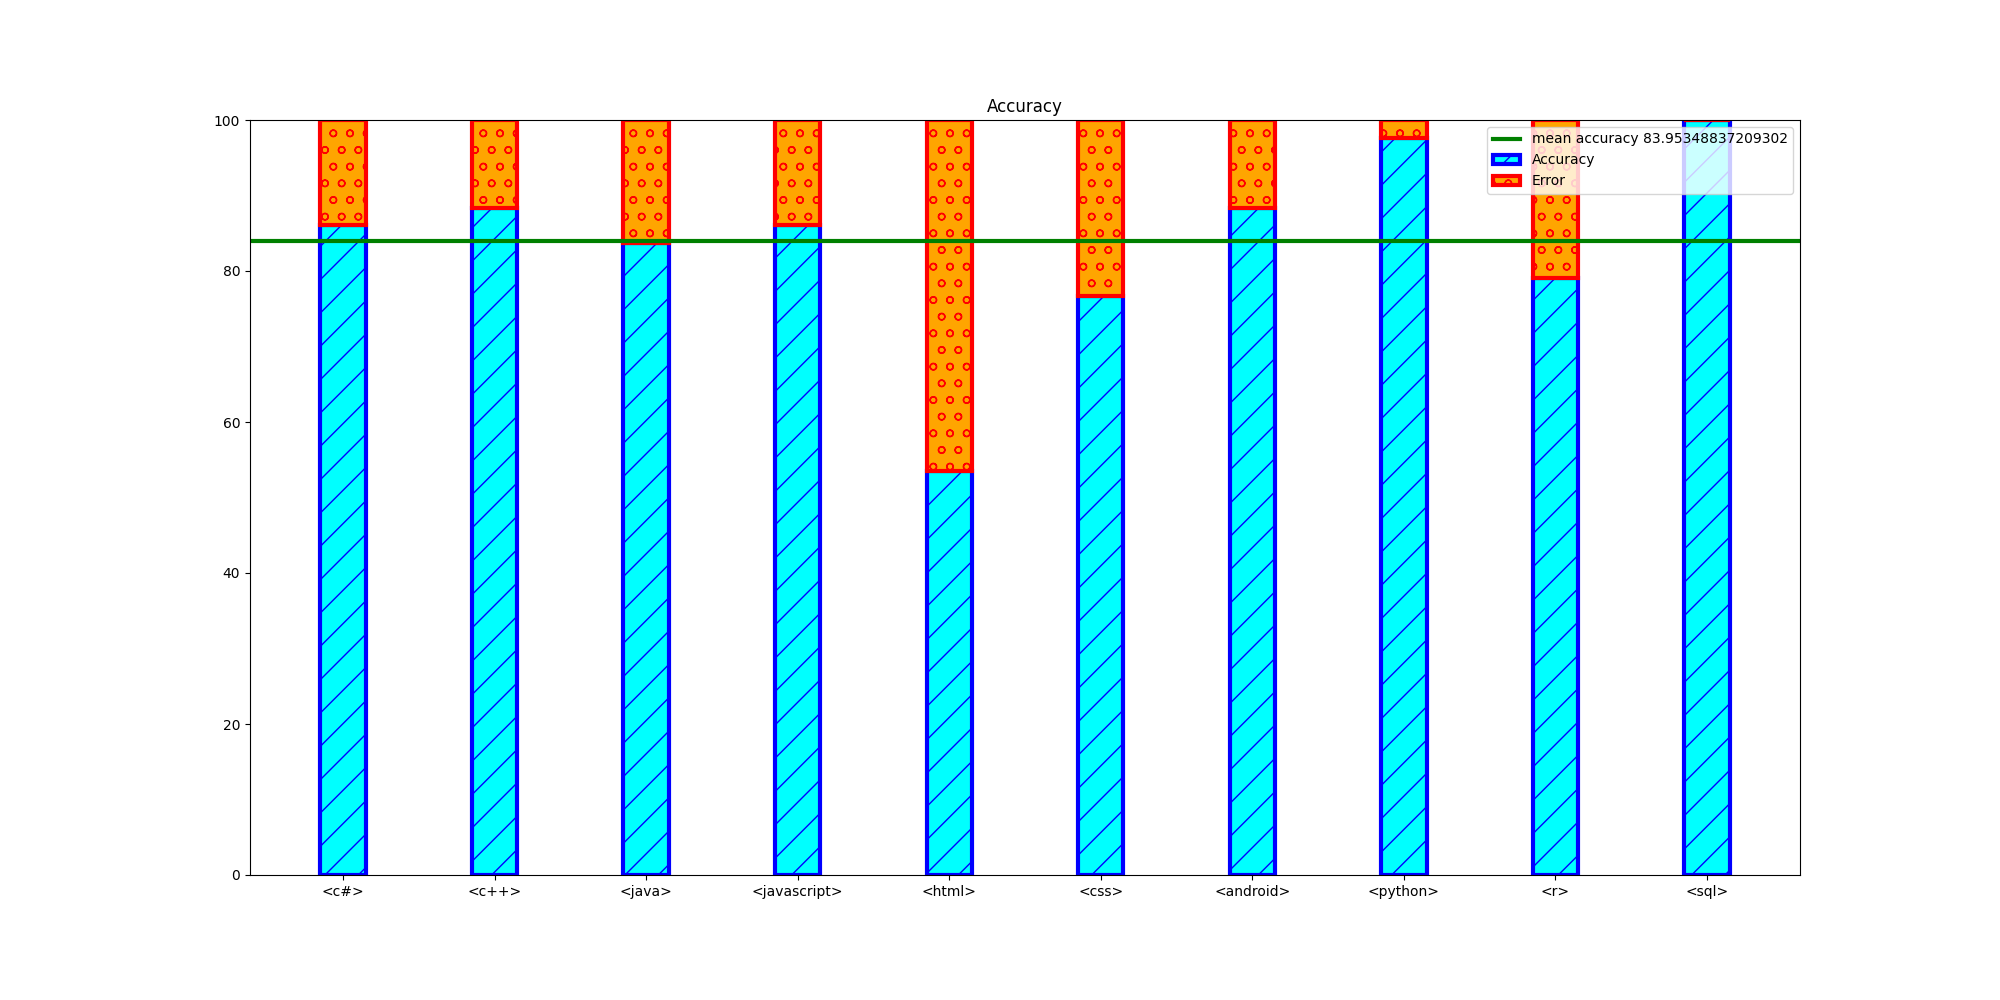 Accuracy
100
80
60
40
20
0
mean accuracy 83.95348837209302
Accuracy
Error
<c#> <c++> <java> <javascript> <html> <css> <android> <python> <r> <sql>